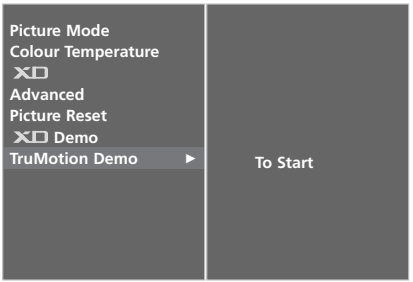 Picture Mode
Colour Temperature
XD
Advanced
Picture Reset
XD Demo
TruMotion Demo ►
To Start